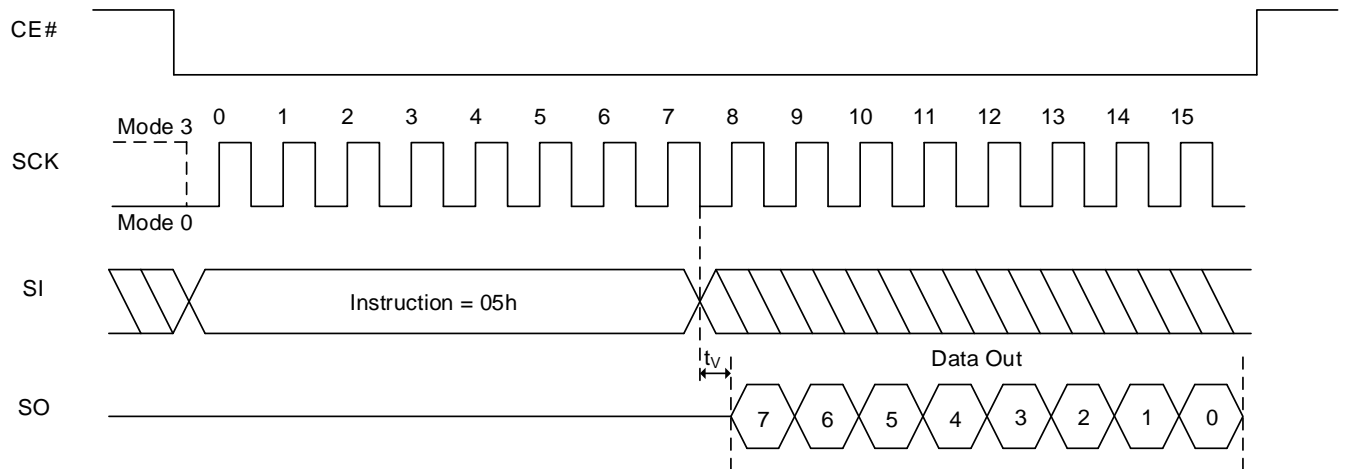 CE#
Mode 3
0 1 2 3 4 5 6 7 8 9 10 11 12 13 14 15
SCK
Mode 0
SI
Instruction = 05h
tV
Data Out
SO
7 6 5 4 3 2 1 0